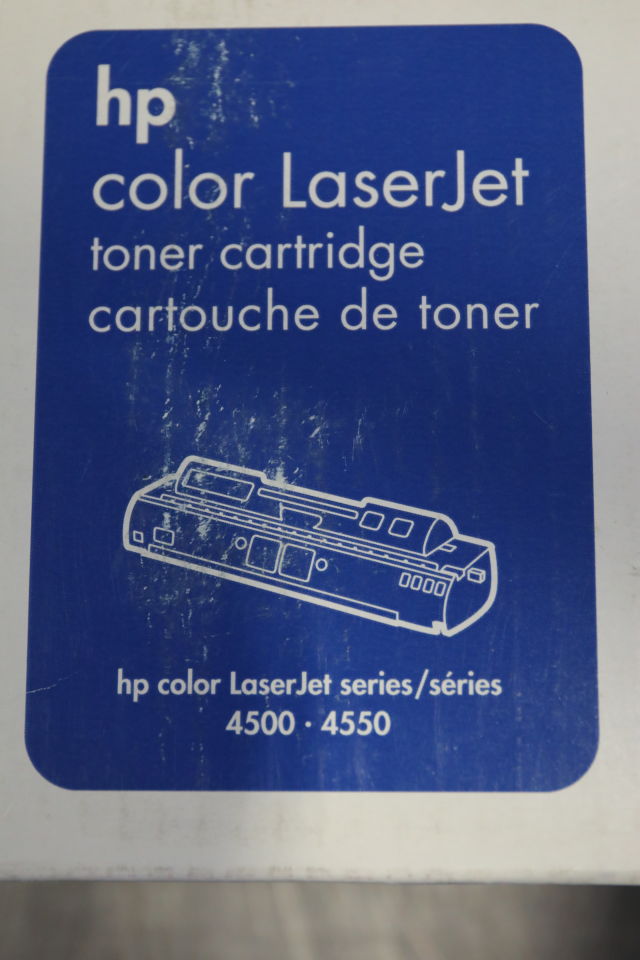 hp
color LaserJet
toner cartridge
cartouche de toner
hp color LaserJet series/séries
4500 · 4550